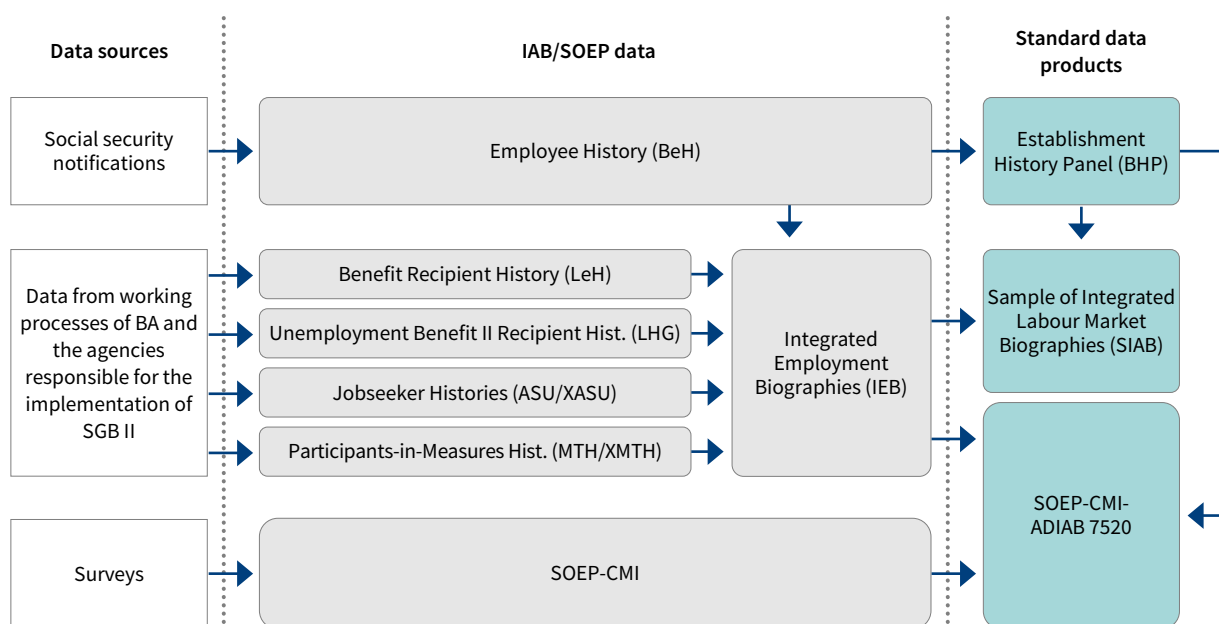 Data sources
IAB/SOEP data
Standard data
products
Social security
notifications
Employee History (BeH)
Establishment
History Panel (BHP)
Data from working
processes of BA and
the agencies
responsible for the
implementation of
SGB II
Benefit Recipient History (LeH)
Unemployment Benefit II Recipient Hist. (LHG)
Jobseeker Histories (ASU/XASU)
Participants-in-Measures Hist. (MTH/XMTH)
Integrated
Employment
Biographies (IEB)
Sample of Integrated
Labour Market
Biographies (SIAB)
SOEP-CMI-
ADIAB 7520
Surveys
SOEP-CMI